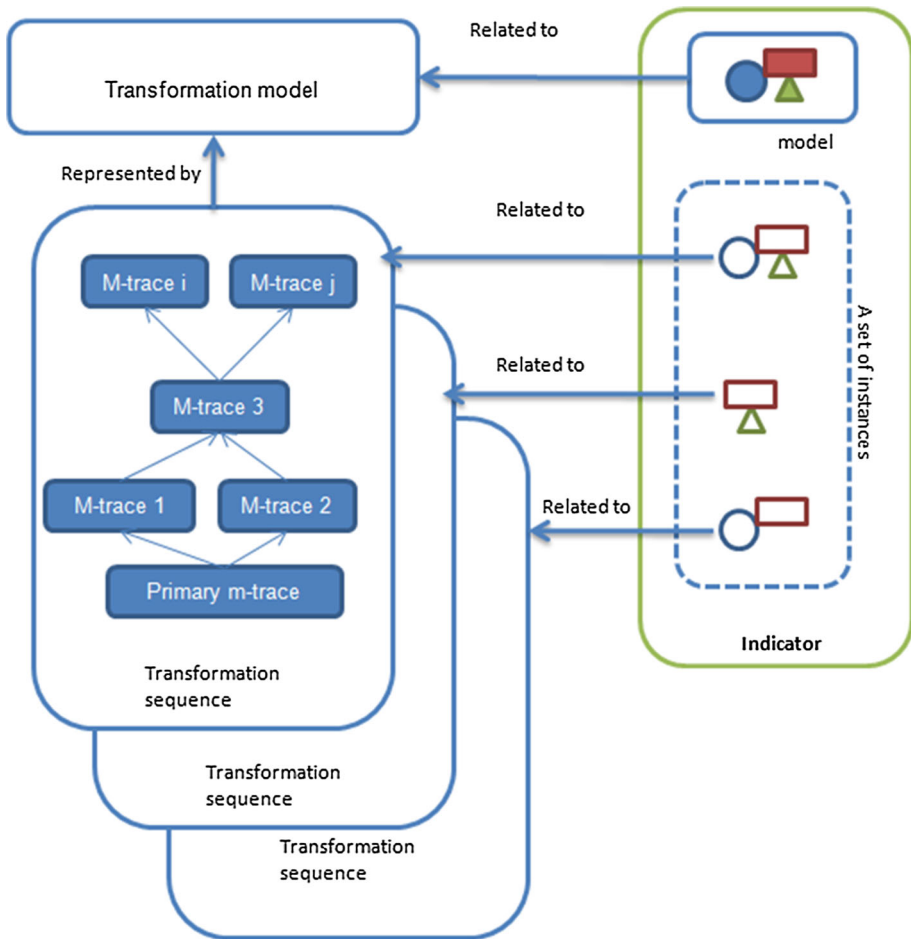 Related to
Transformation model
model
Represented by
Related to
M-trace i
M-trace j
A set of instances
Related to
M-trace 3
M-trace 1
M-trace 2
Related to
Primary m-trace
Indicator
Transformation
sequence
Transformation
sequence
Transformation
sequence